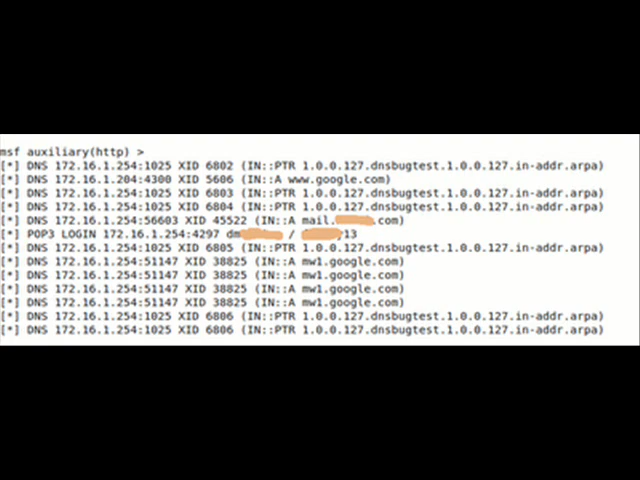 msf auxiliary(http) >
[*] DNS 172.16.1.254:1025 XID 6802 (IN::PTR 1.0.0.127.dnsbugtest.1.0.0.127.in-addr.arpa)
[*] DNS 172.16.1.204:4300 XID 5606 (IN::A www.google.com)
[*] DNS 172.16.1.254:1025 XID 6803 (IN::PTR 1.0.0.127.dnsbugtest.1.0.0.127.in-addr.arpa)
[*] DNS 172.16.1.254:1025 XID 6804 (IN::PTR 1.0.0.127.dnsbugtest.1.0.0.127.in-addr.arpa)
[*] DNS 172.16.1.254:56603 XID 45522 (IN::A mail. .com)
[*] POP3 LOGIN 172.16.1.254:4297 dm / 13
[*] DNS 172.16.1.254:1025 XID 6805 (IN::PTR 1.0.0.127.dnsbugtest.1.0.0.127.in-addr.arpa)
[*] DNS 172.16.1.254:51147 XID 38825 (IN::A mw1.google.com)
[*] DNS 172.16.1.254:51147 XID 38825 (IN::A mw1.google.com)
[*] DNS 172.16.1.254:51147 XID 38825 (IN::A mw1.google.com)
[*] DNS 172.16.1.254:51147 XID 38825 (IN::A mw1.google.com)
[*] DNS 172.16.1.254:1025 XID 6806 (IN::PTR 1.0.0.127.dnsbugtest.1.0.0.127.in-addr.arpa)
[*] DNS 172.16.1.254:1025 XID 6806 (IN::PTR 1.0.0.127.dnsbugtest.1.0.0.127.in-addr.arpa)